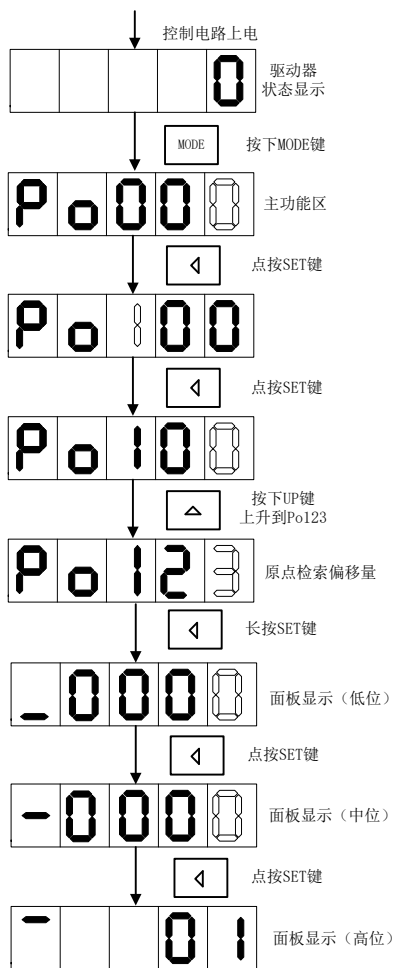 控制电路上电
0
驱动器
状态显示
MODE
按下MODE键
Po000
主功能区
点按SET键
Po100
点按SET键
Po100
按下UP键
上升到Po123
Po123
原点检索偏移量
长按SET键
_0000
面板显示（低位）
点按SET键
-0000
面板显示（中位）
点按SET键
‾ 01
面板显示（高位）